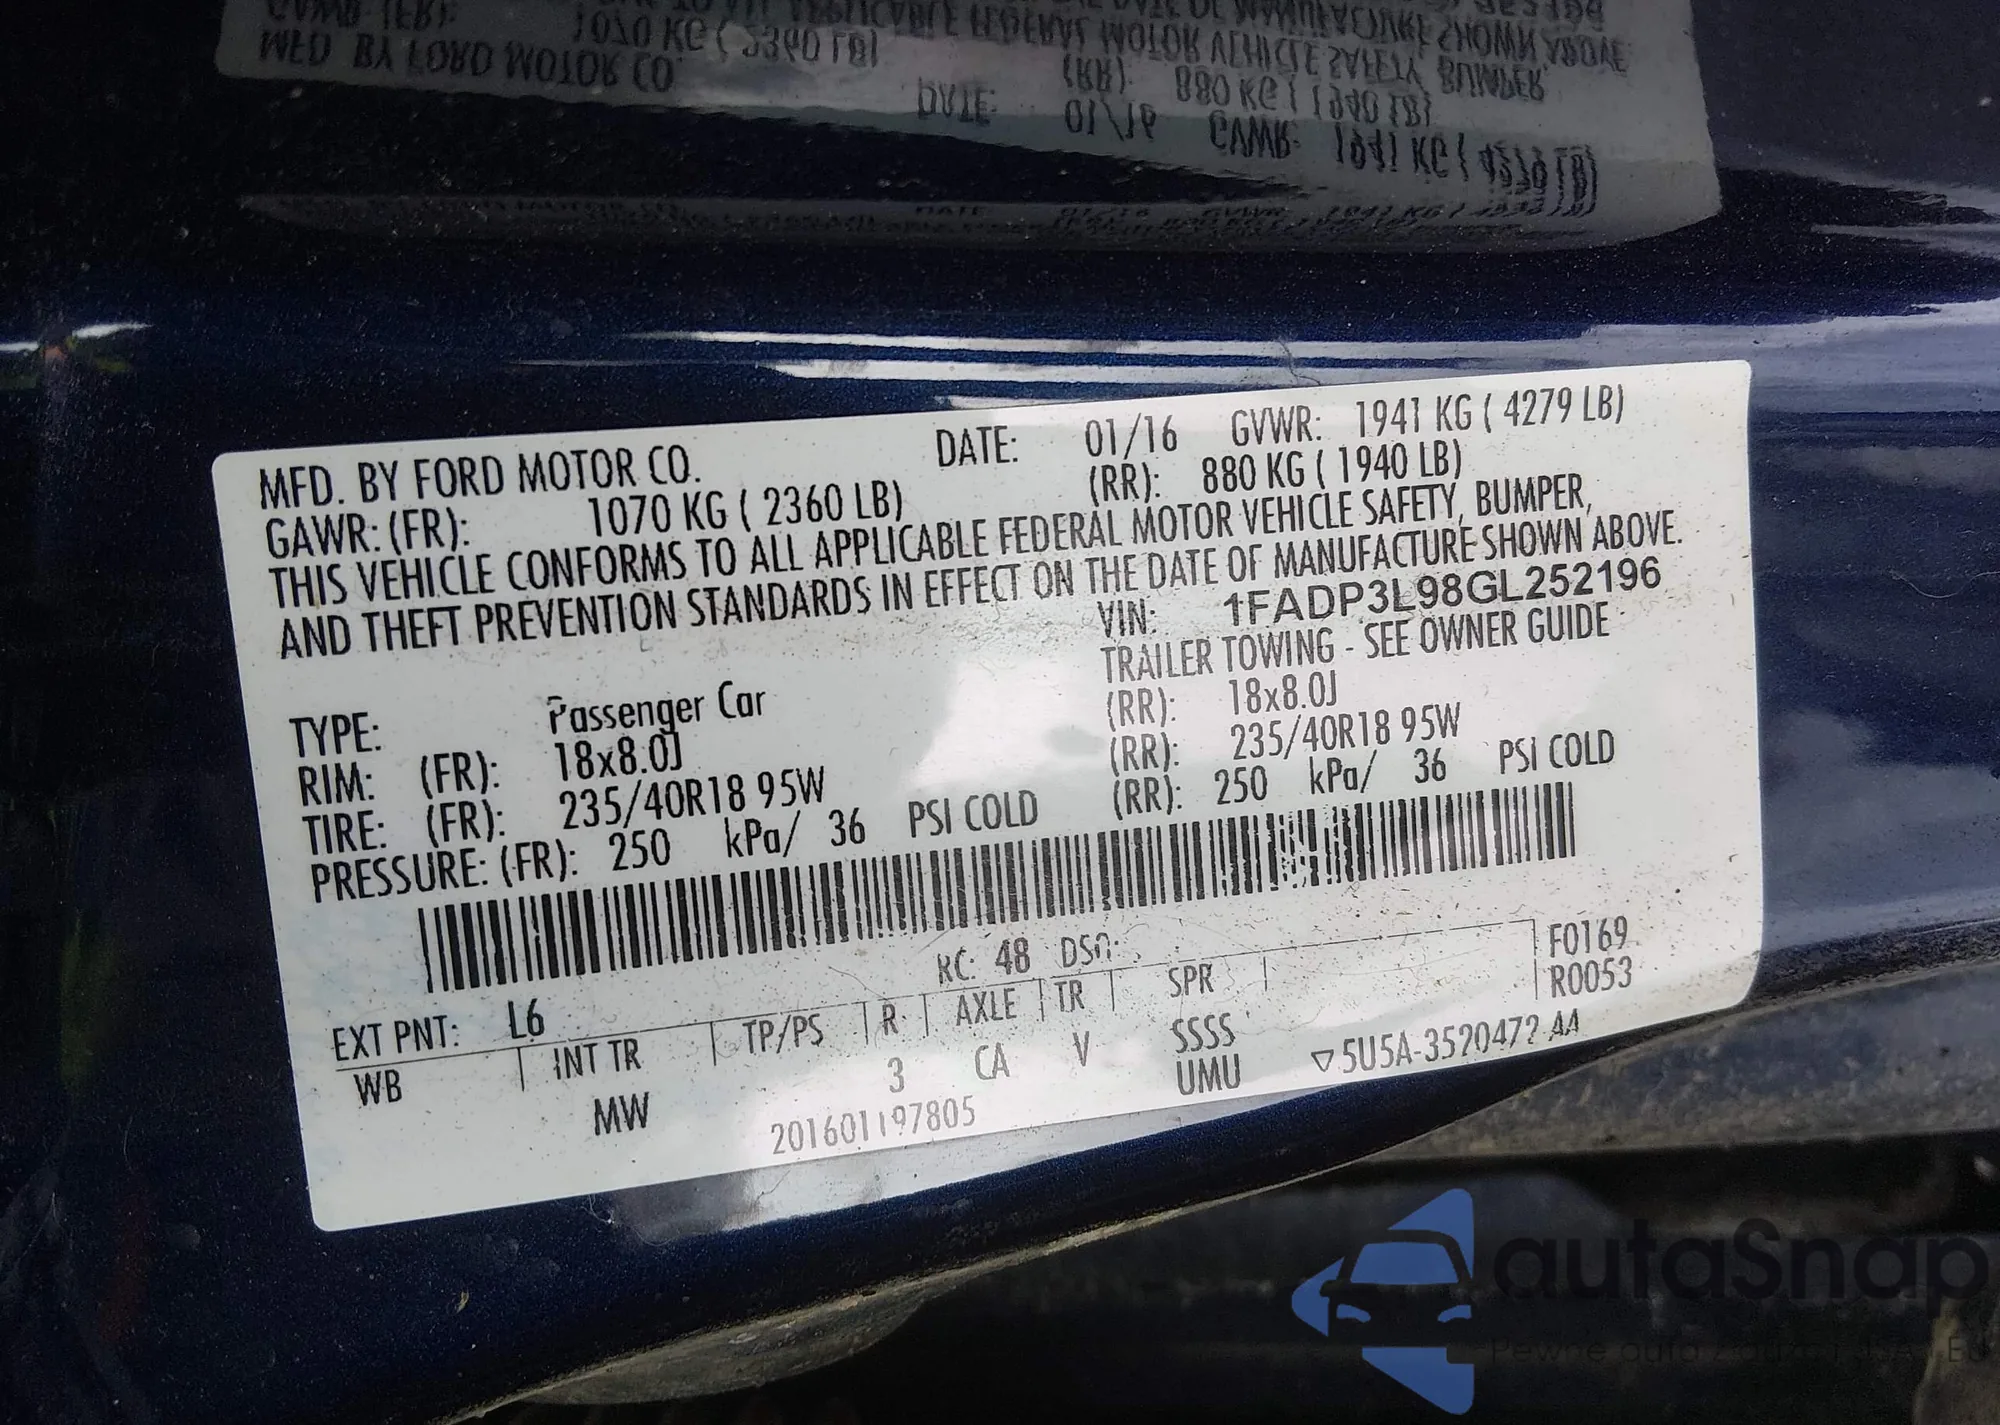 MFD. BY FORD MOTOR CO. DATE: 01/16 GVWR: 1941 KG ( 4279 LB)
GAWR: (FR): 1070 KG ( 2360 LB) (RR): 880 KG ( 1940 LB)
THIS VEHICLE CONFORMS TO ALL APPLICABLE FEDERAL MOTOR VEHICLE SAFETY, BUMPER,
AND THEFT PREVENTION STANDARDS IN EFFECT ON THE DATE OF MANUFACTURE SHOWN ABOVE.
VIN: 1FADP3L98GL252196
TRAILER TOWING - SEE OWNER GUIDE
TYPE: Passenger Car
RIM: (FR): 18x8.0J (RR): 18x8.0J
TIRE: (FR): 235/40R18 95W (RR): 235/40R18 95W
PRESSURE: (FR): 250 kPa/ 36 PSI COLD (RR): 250 kPa/ 36 PSI COLD
RC: 48 DSO: F0169
EXT PNT: L6 R0053
WB INT TR TP/PS R AXLE TR SPR
MW 3 CA V SSSS
UMU ▽5U5A-3520472 AA
201601197805
autoSnap